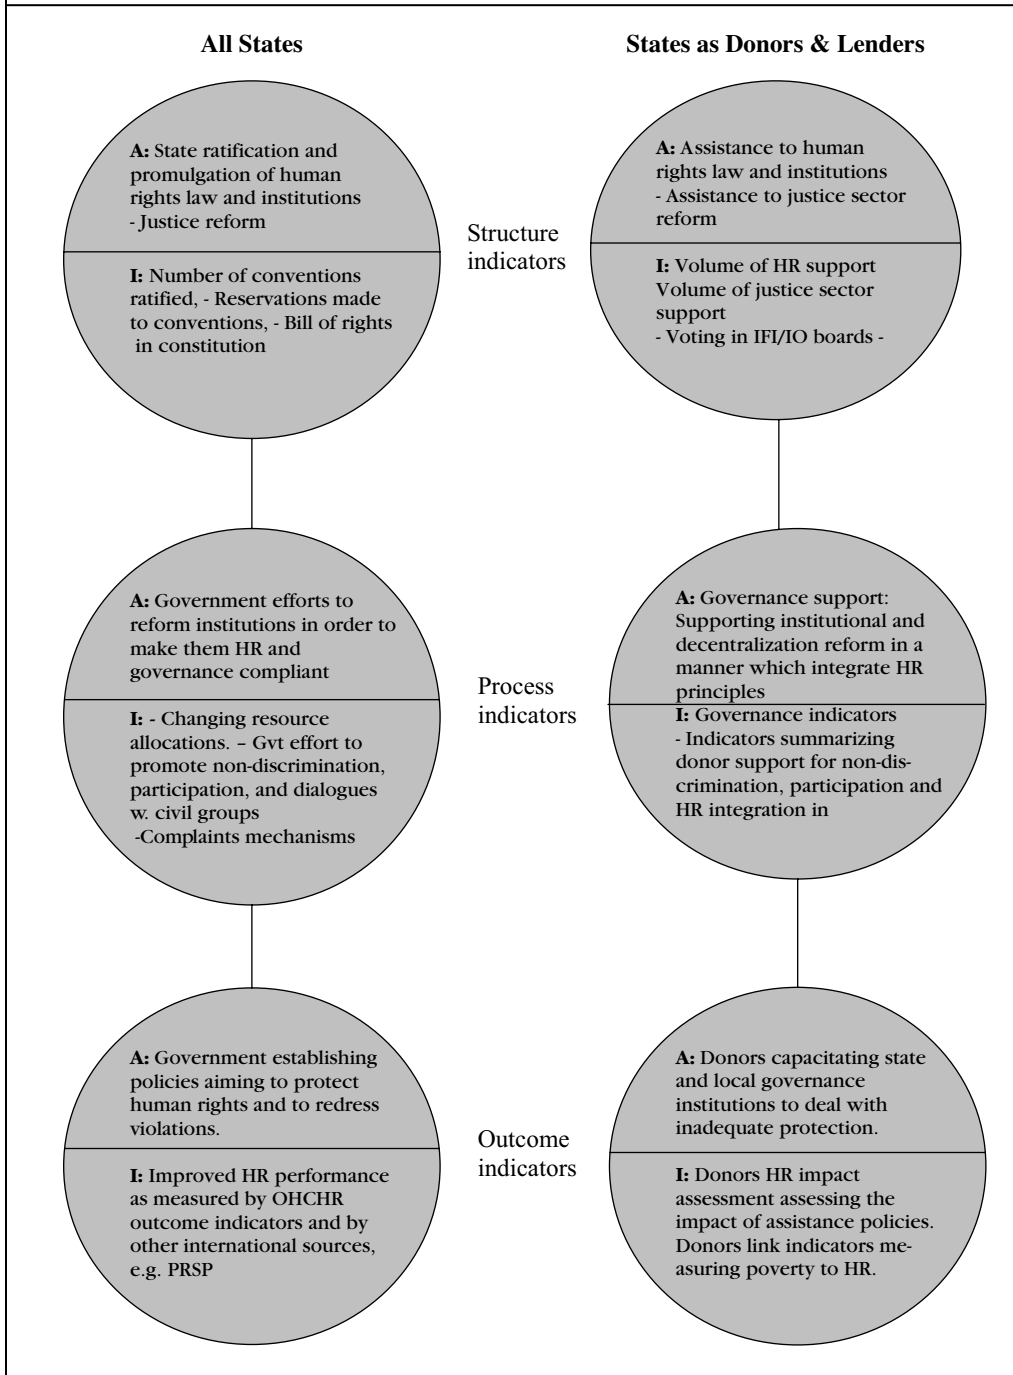 All States
States as Donors & Lenders
A: State ratification and
promulgation of human
rights law and institutions
- Justice reform
I: Number of conventions
ratified, - Reservations made
to conventions, - Bill of rights
in constitution
Structure
indicators
A: Assistance to human
rights law and institutions
- Assistance to justice sector
reform
I: Volume of HR support
Volume of justice sector
support
- Voting in IFI/IO boards -
A: Government efforts to
reform institutions in order to
make them HR and
governance compliant
I: - Changing resource
allocations. – Gvt effort to
promote non-discrimination,
participation, and dialogues
w. civil groups
-Complaints mechanisms
Process
indicators
A: Governance support:
Supporting institutional and
decentralization reform in a
manner which integrate HR
principles
I: Governance indicators
- Indicators summarizing
donor support for non-dis-
crimination, participation and
HR integration in
A: Government establishing
policies aiming to protect
human rights and to redress
violations.
I: Improved HR performance
as measured by OHCHR
outcome indicators and by
other international sources,
e.g. PRSP
Outcome
indicators
A: Donors capacitating state
and local governance
institutions to deal with
inadequate protection.
I: Donors HR impact
assessment assessing the
impact of assistance policies.
Donors link indicators me-
asuring poverty to HR.